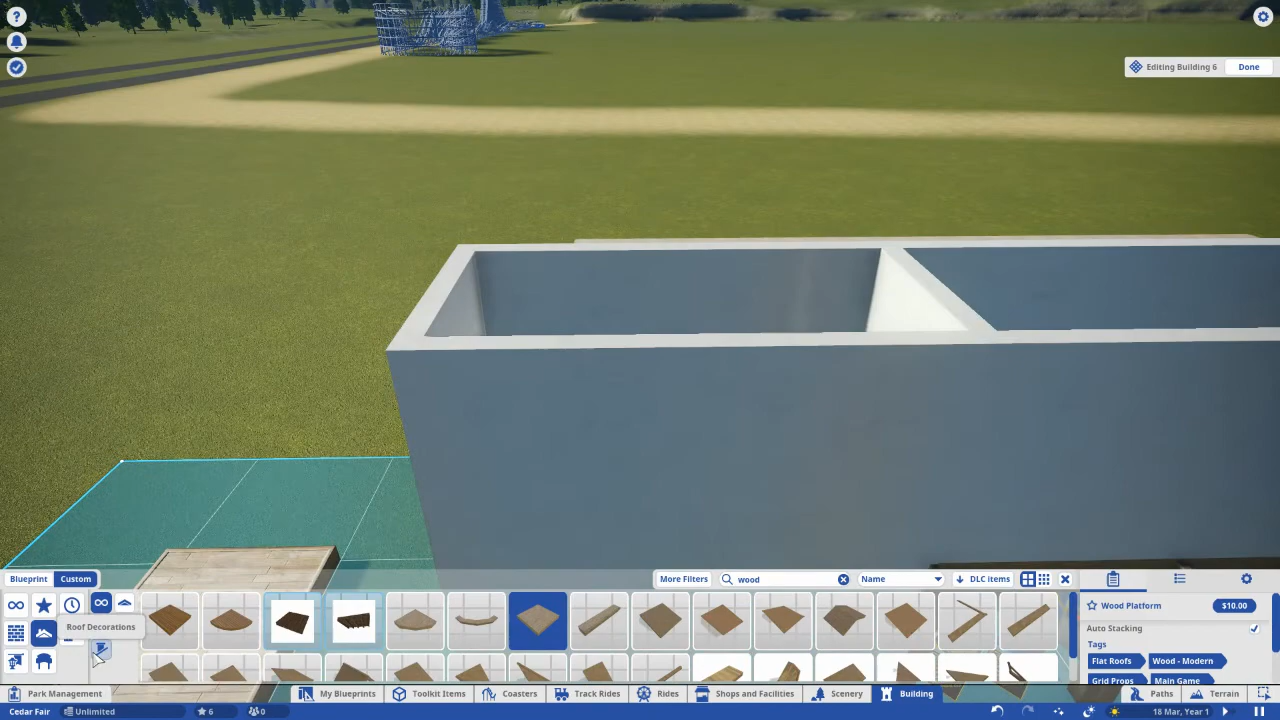 Editing Building 6 Done
Blueprint Custom More Filters wood Name DLC items
Wood Platform $10.00
Roof Decorations
Auto Stacking
Tags
Flat Roofs Wood - Modern
Grid Props Main Game
Park Management My Blueprints Toolkit Items Coasters Track Rides Rides Shops and Facilities Scenery Building Paths Terrain
Cedar Fair Unlimited 6 0 18 Mar, Year 1